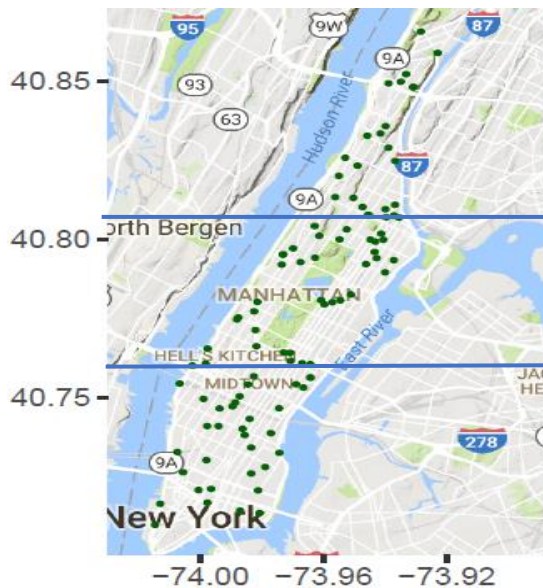 95
9W
87
9A
40.85
93
63
Hudson River
87
9A
orth Bergen
40.80
MANHATTAN
East River
HELL'S KITCHEN
MIDTOWN
JA
HE
40.75
278
9A
New York
−74.00 −73.96 −73.92